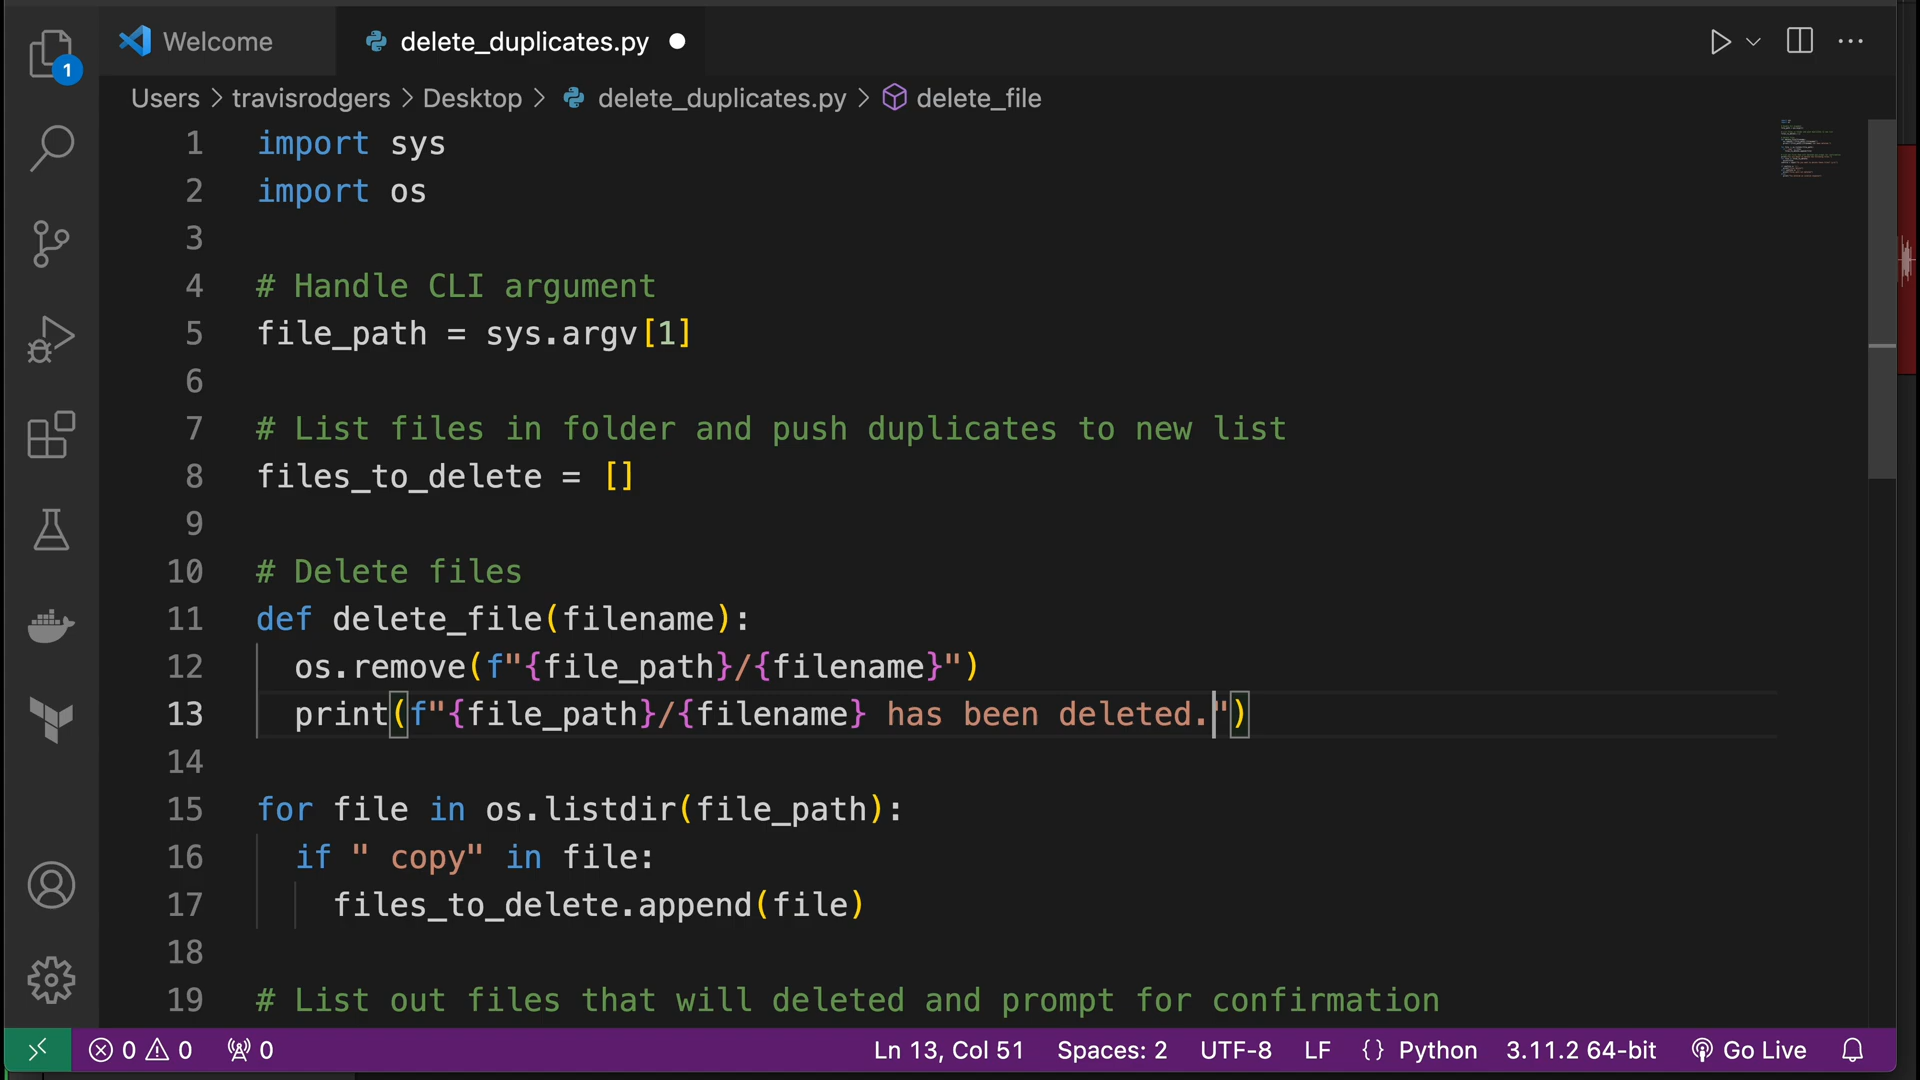 Welcome
delete_duplicates.py
1
Users > travisrodgers > Desktop > delete_duplicates.py > delete_file
1 import sys
2 import os
3
4 # Handle CLI argument
5 file_path = sys.argv[1]
6
7 # List files in folder and push duplicates to new list
8 files_to_delete = []
9
10 # Delete files
11 def delete_file(filename):
12 os.remove(f"{file_path}/{filename}")
13 print(f"{file_path}/{filename} has been deleted.")
14
15 for file in os.listdir(file_path):
16 if " copy" in file:
17 files_to_delete.append(file)
18
19 # List out files that will deleted and prompt for confirmation
0 0 0 Ln 13, Col 51 Spaces: 2 UTF-8 LF {} Python 3.11.2 64-bit Go Live